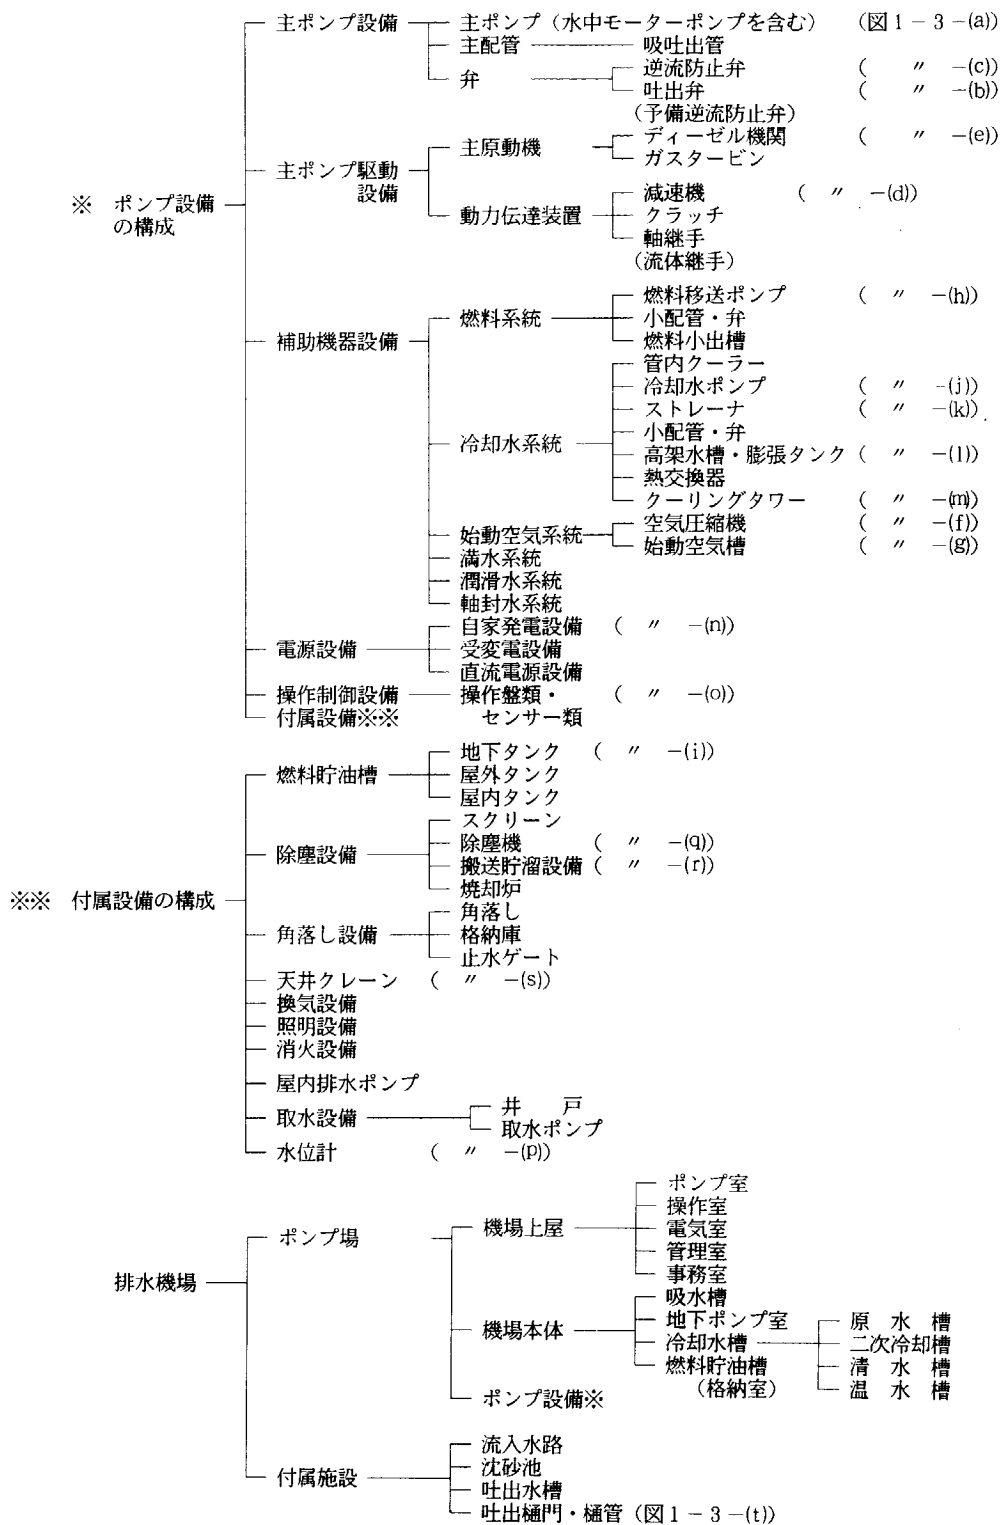 主ポンプ設備 主ポンプ（水中モーターポンプを含む） （図1－3－(a)）
主配管 吸吐出管
弁 逆流防止弁 （ 〃 －(c)）
吐出弁 （ 〃 －(b)）
（予備逆流防止弁）
主原動機 ディーゼル機関 （ 〃 －(e)）
ガスタービン
主ポンプ駆動
設備
※ ポンプ設備
の構成
減速機 （ 〃 －(d)）
動力伝達装置 クラッチ
軸継手
（流体継手）
燃料移送ポンプ （ 〃 －(h)）
燃料系統 小配管・弁
補助機器設備 燃料小出槽
管内クーラー
冷却水ポンプ （ 〃 －(j)）
ストレーナ （ 〃 －(k)）
小配管・弁
冷却水系統 高架水槽・膨張タンク（ 〃 －(l)）
熱交換器
クーリングタワー （ 〃 －(m)）
始動空気系統 空気圧縮機 （ 〃 －(f)）
始動空気槽 （ 〃 －(g)）
満水系統
潤滑水系統
軸封水系統
自家発電設備 （ 〃 －(n)）
電源設備 受変電設備
直流電源設備
操作制御設備 操作盤類・ （ 〃 －(o)）
付属設備※※ センサー類
地下タンク （ 〃 －(i)）
燃料貯油槽 屋外タンク
屋内タンク
スクリーン
除塵機 （ 〃 －(q)）
除塵設備 搬送貯溜設備（ 〃 －(r)）
焼却炉
※※ 付属設備の構成
角落し
角落し設備 格納庫
止水ゲート
天井クレーン （ 〃 －(s)）
換気設備
照明設備
消火設備
屋内排水ポンプ
取水設備 井 戸
取水ポンプ
水位計 （ 〃 －(p)）
ポンプ室
操作室
ポンプ場 機場上屋 電気室
管理室
事務室
排水機場
吸水槽
地下ポンプ室 原 水 槽
機場本体 冷却水槽 二次冷却槽
燃料貯油槽 清 水 槽
（格納室） 温 水 槽
ポンプ設備※
流入水路
付属施設 沈砂池
吐出水槽
吐出樋門・樋管（図1－3－(t)）